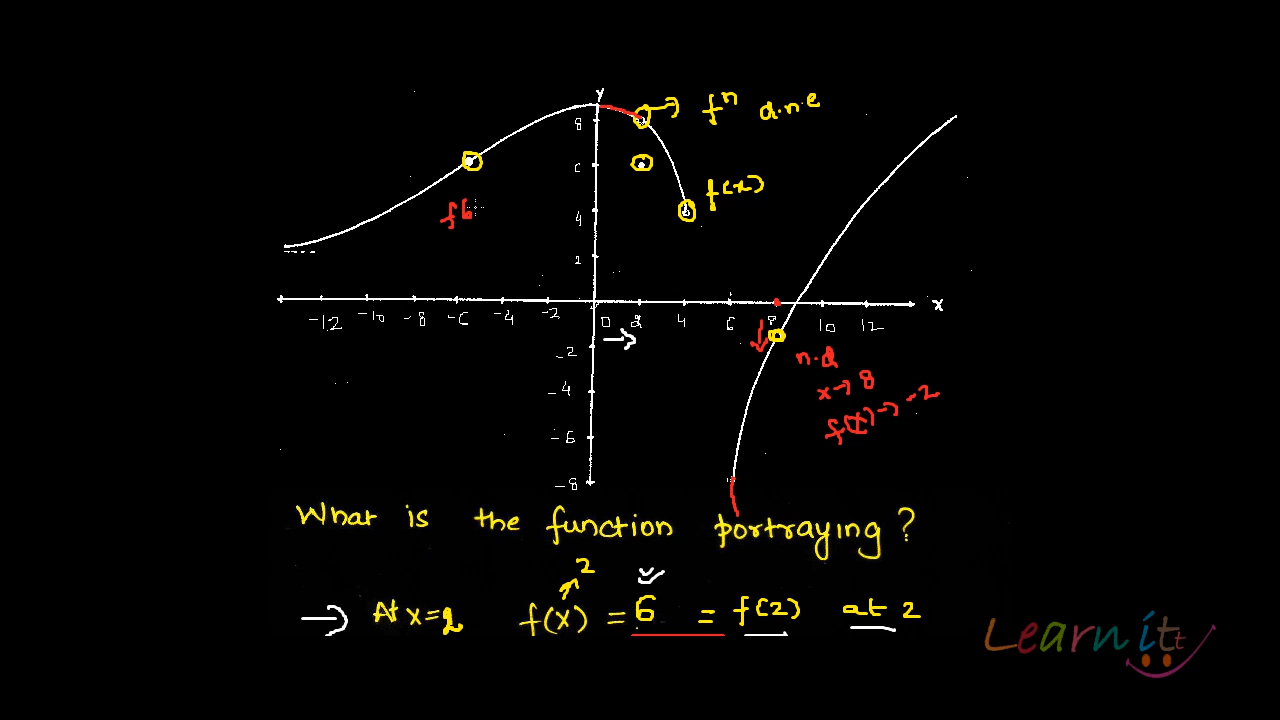 Y
8
fⁿ d.n.e
6
f(x)
4
f(
2
X
-12 -10 -8 -6 -4 -2 0 2 4 6 8 10 12
-2
n.d
x→8
-4
f(x)→-2
-6
-8
What is the function portraying?
2
→ At x=2 f(x) = 6 = f(2) at 2
Learn it